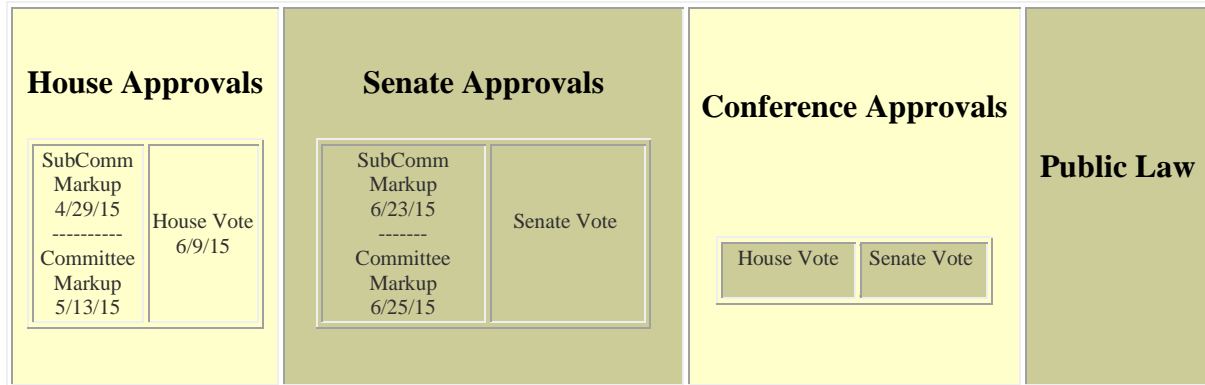 House Approvals
SubComm
Markup
4/29/15
----------
Committee
Markup
5/13/15
House Vote
6/9/15
Senate Approvals
SubComm
Markup
6/23/15
-------
Committee
Markup
6/25/15
Senate Vote
Conference Approvals
House Vote
Senate Vote
Public Law